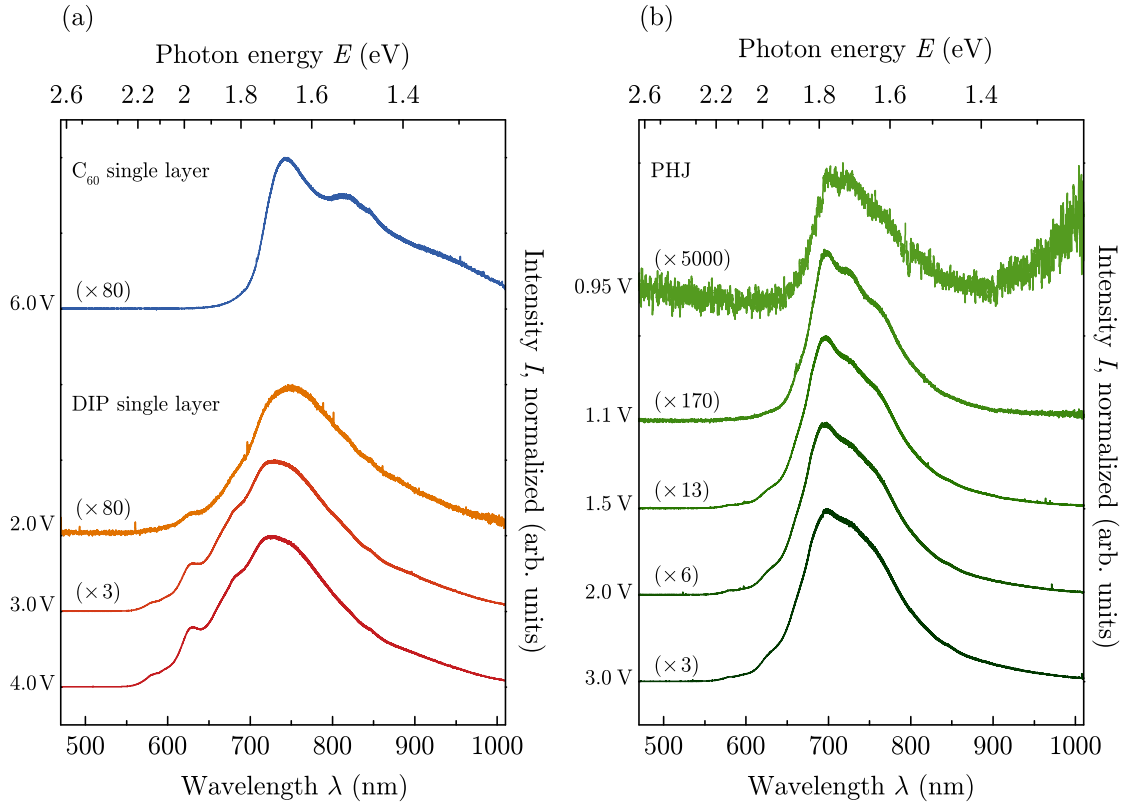 (a)
Photon energy E (eV)
2.6 2.2 2 1.8 1.6 1.4
C60 single layer
(×80)
6.0 V
DIP single layer
(×80)
2.0 V
(×3)
3.0 V
4.0 V
500 600 700 800 900 1000
Wavelength λ (nm)
Intensity I, normalized (arb. units)
(b)
Photon energy E (eV)
2.6 2.2 2 1.8 1.6 1.4
PHJ
(×5000)
0.95 V
(×170)
1.1 V
(×13)
1.5 V
(×6)
2.0 V
(×3)
3.0 V
500 600 700 800 900 1000
Wavelength λ (nm)
Intensity I, normalized (arb. units)